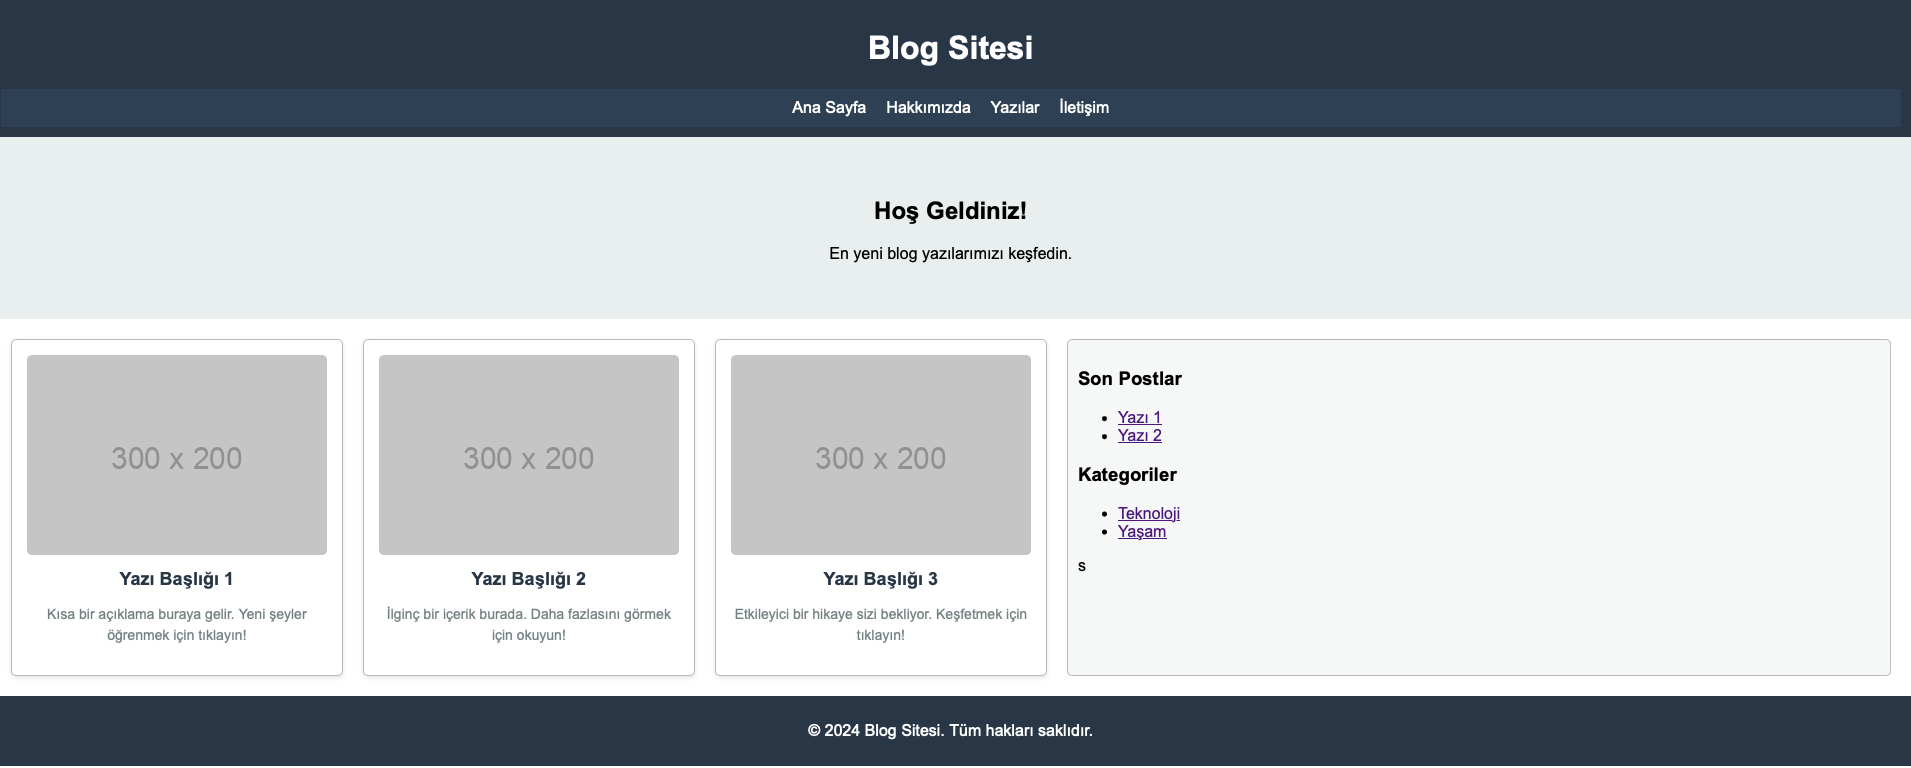 Blog Sitesi
Ana Sayfa Hakkımızda Yazılar İletişim
Hoş Geldiniz!
En yeni blog yazılarımızı keşfedin.
300 x 200
Yazı Başlığı 1
Kısa bir açıklama buraya gelir. Yeni şeyler
öğrenmek için tıklayın!
300 x 200
Yazı Başlığı 2
İlginç bir içerik burada. Daha fazlasını görmek
için okuyun!
300 x 200
Yazı Başlığı 3
Etkileyici bir hikaye sizi bekliyor. Keşfetmek için
tıklayın!
Son Postlar
Yazı 1
Yazı 2
Kategoriler
Teknoloji
Yaşam
s
© 2024 Blog Sitesi. Tüm hakları saklıdır.